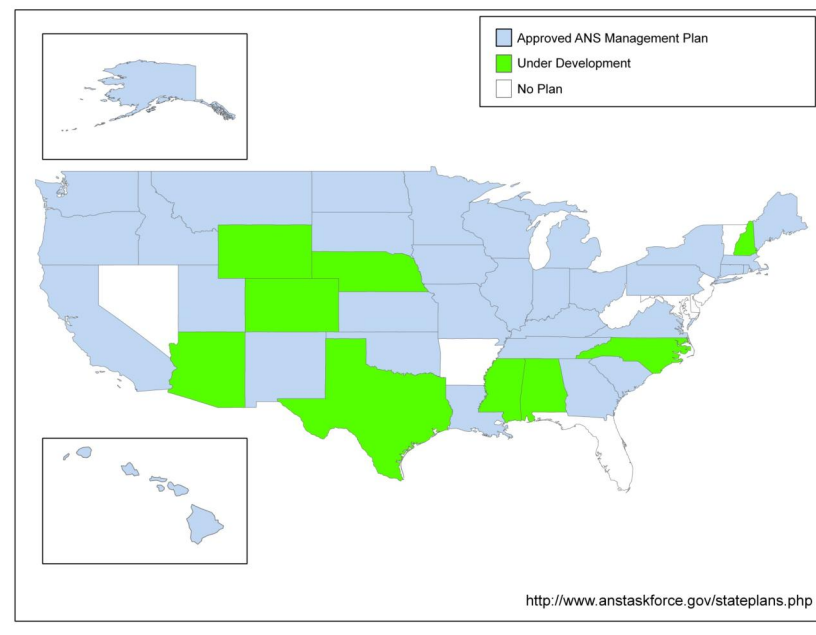 Approved ANS Management Plan
Under Development
No Plan
http://www.anstaskforce.gov/stateplans.php